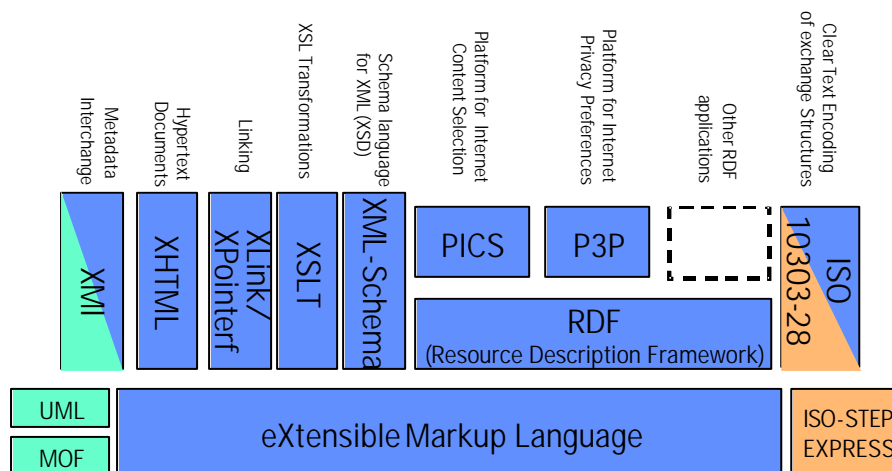 Metadata
Interchange
Hypertext
Documents
Linking
XSL Transformations
Schema language
for XML (XSD)
Platform for Internet
Content Selection
Platform for Internet
Privacy Preferences
Other RDF
applications
Clear Text Encoding
of exchange Structures
XMI
XHTML
XLink/
XPointerf
XSLT
XML-Schema
PICS
P3P
ISO
10303-28
RDF
(Resource Description Framework)
UML
MOF
eXtensible Markup Language
ISO-STEP
EXPRESS